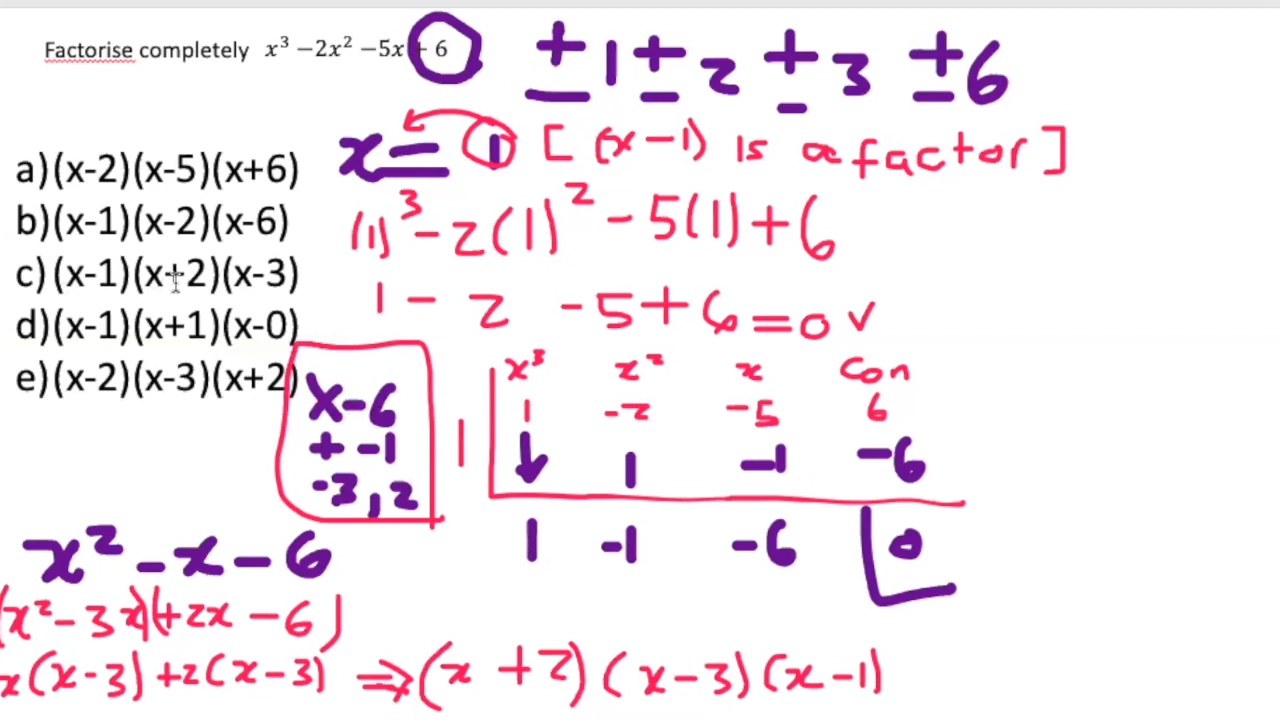 Factorise completely x³ −2x² −5x + 6
± 1 ± 2 ± 3 ± 6
x = 1 [ (x-1) is a factor ]
a)(x-2)(x-5)(x+6)
b)(x-1)(x-2)(x-6)
c)(x-1)(x+2)(x-3)
d)(x-1)(x+1)(x-0)
e)(x-2)(x-3)(x+2)
(1)³ - 2(1)² - 5(1) + 6
1 - 2 -5 + 6 = 0 ✓
x³ x² x Con
1 | 1 -2 -5 6
↓ 1 -1 -6
1 -1 -6 0
x -6
+ -1
-3, 2
x² - x - 6
(x² - 3x)(+2x - 6)
x(x-3) +2(x-3) ⇒ (x +2) (x-3) (x-1)